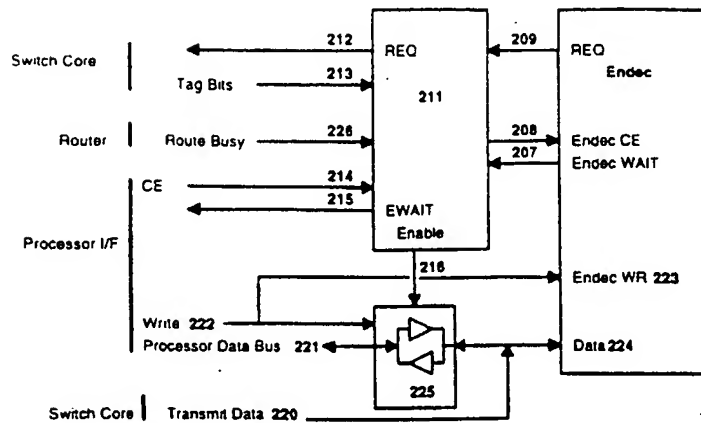 212 REQ 209 REQ
Switch Core 213 Endec
Tag Bits 211
226 208
Router Route Busy Endec CE
207
214 Endec WAIT
CE
215 EWAIT
Enable
Processor I/F 216
Endec WR 223
Write 222
Processor Data Bus 221 Data 224
225
Switch Core Transmit Data 220